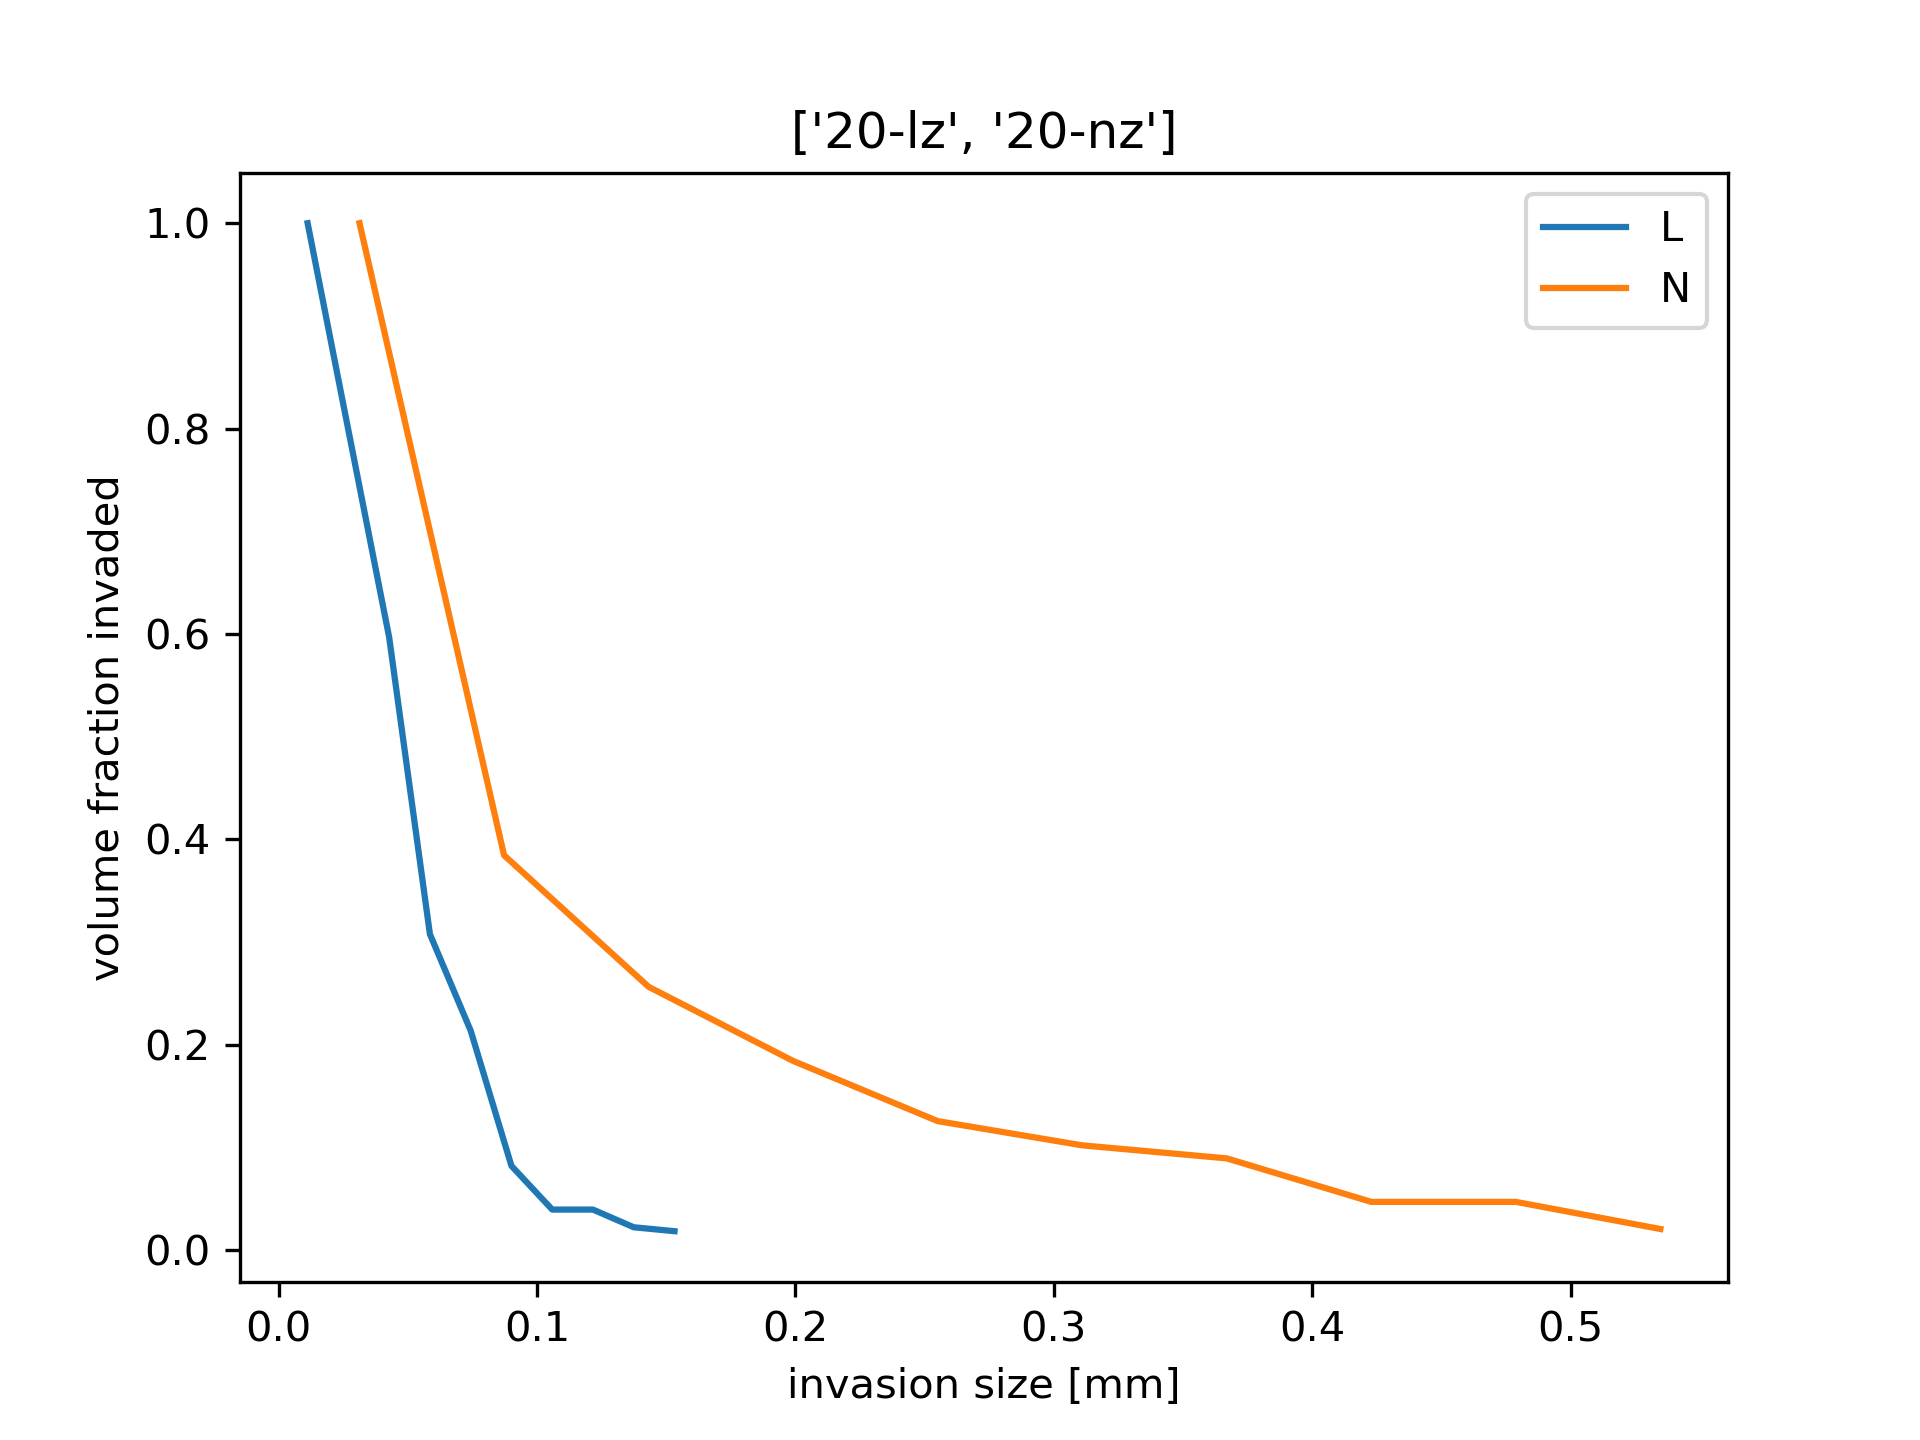 ['20-lz', '20-nz']
L
N
1.0
0.8
0.6
0.4
0.2
0.0
volume fraction invaded
0.0 0.1 0.2 0.3 0.4 0.5
invasion size [mm]